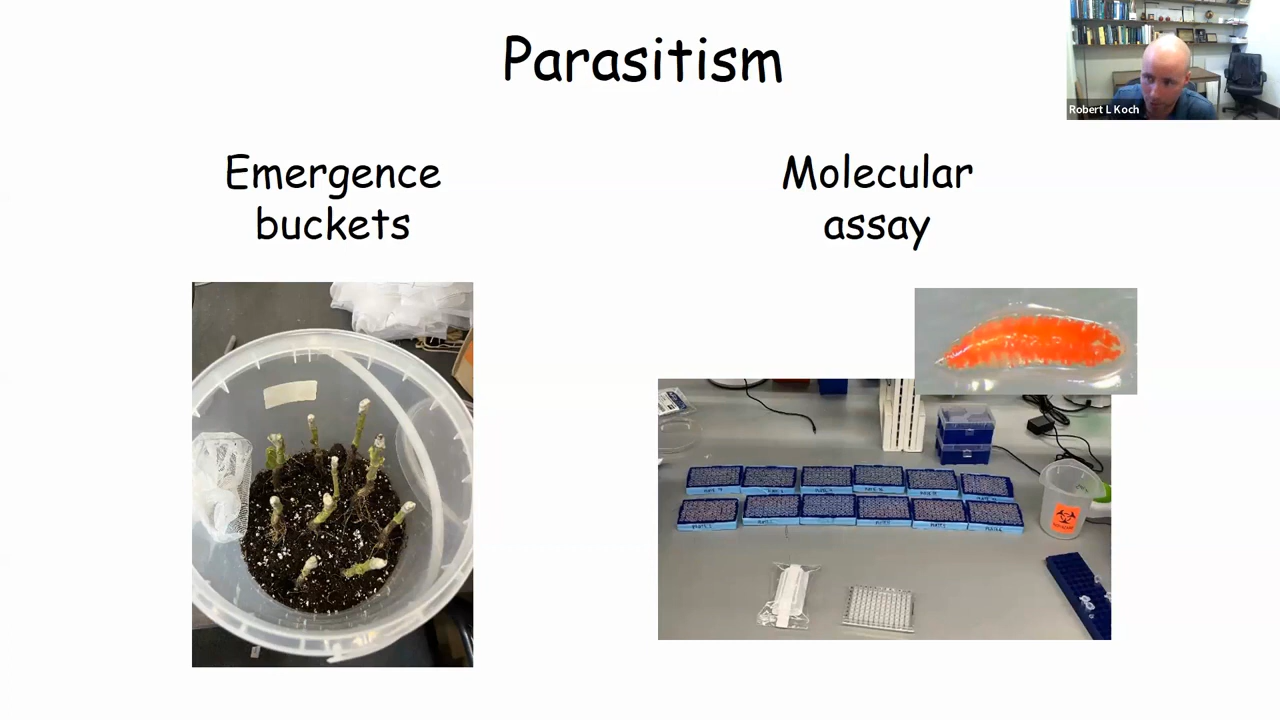 Parasitism
Robert L Koch
Emergence
buckets
Molecular
assay